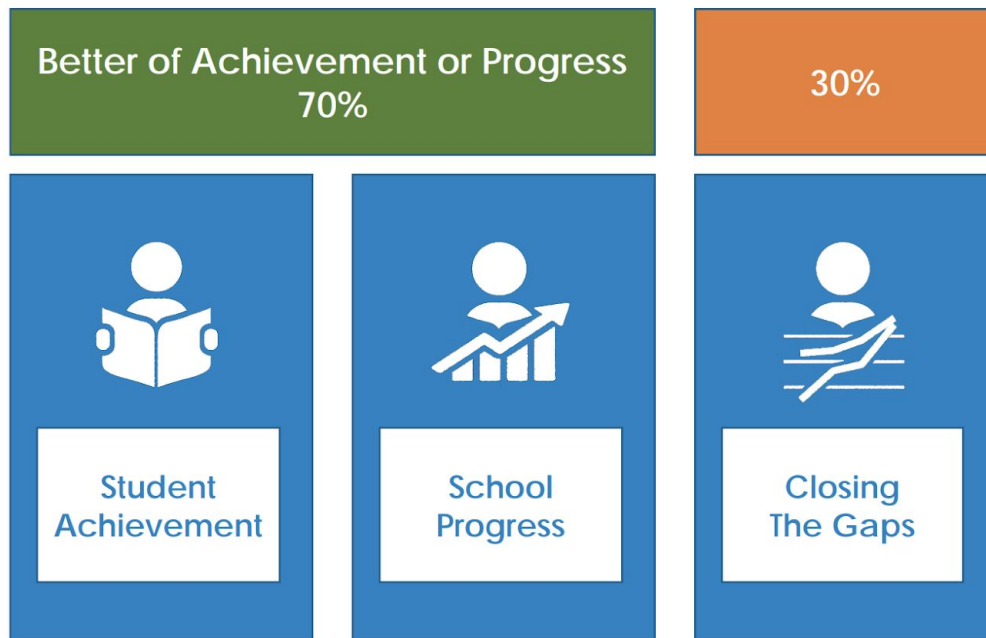 Better of Achievement or Progress
70%
30%
Student
Achievement
School
Progress
Closing
The Gaps